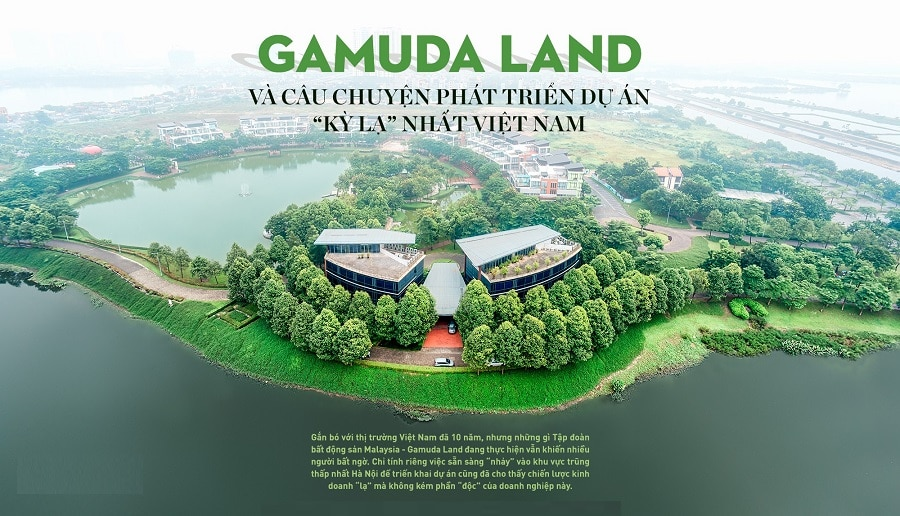 GAMUDA LAND
VÀ CÂU CHUYỆN PHÁT TRIỂN DỰ ÁN
“KỲ LẠ” NHẤT VIỆT NAM
Gắn bó với thị trường Việt Nam đã 10 năm, nhưng những gì Tập đoàn
bất động sản Malaysia - Gamuda Land đang thực hiện vẫn khiến nhiều
người bất ngờ. Chỉ tính riêng việc sẵn sàng “nhảy” vào khu vực trũng
thấp nhất Hà Nội để triển khai dự án cũng đã cho thấy chiến lược kinh
doanh “lạ” mà không kém phần “độc” của doanh nghiệp này.